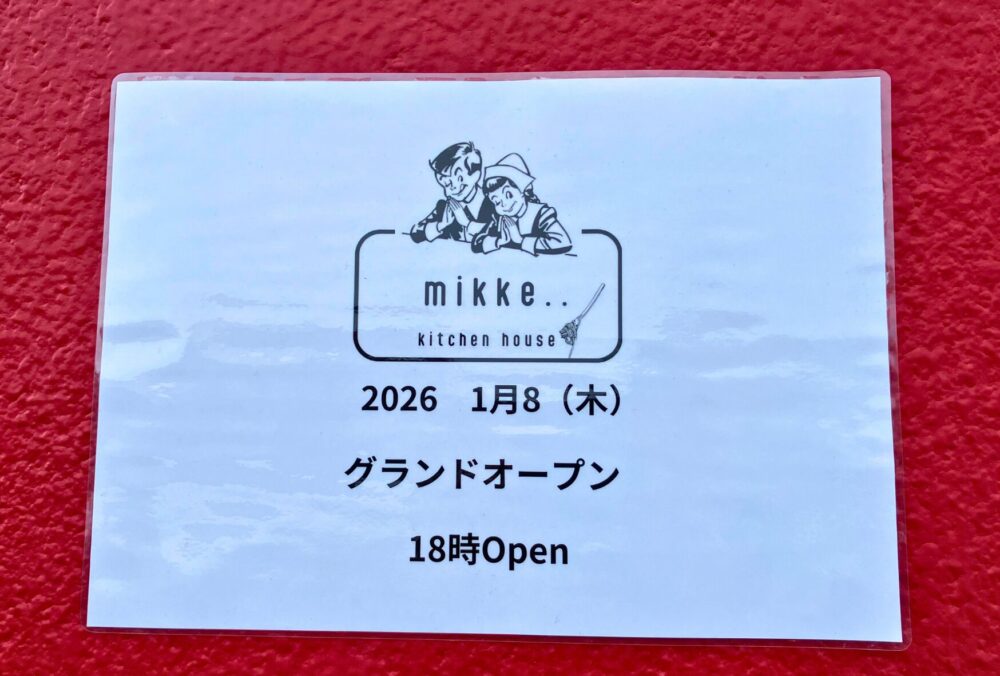 mikke..
kitchen house
2026　1月8（木）
グランドオープン
18時Open